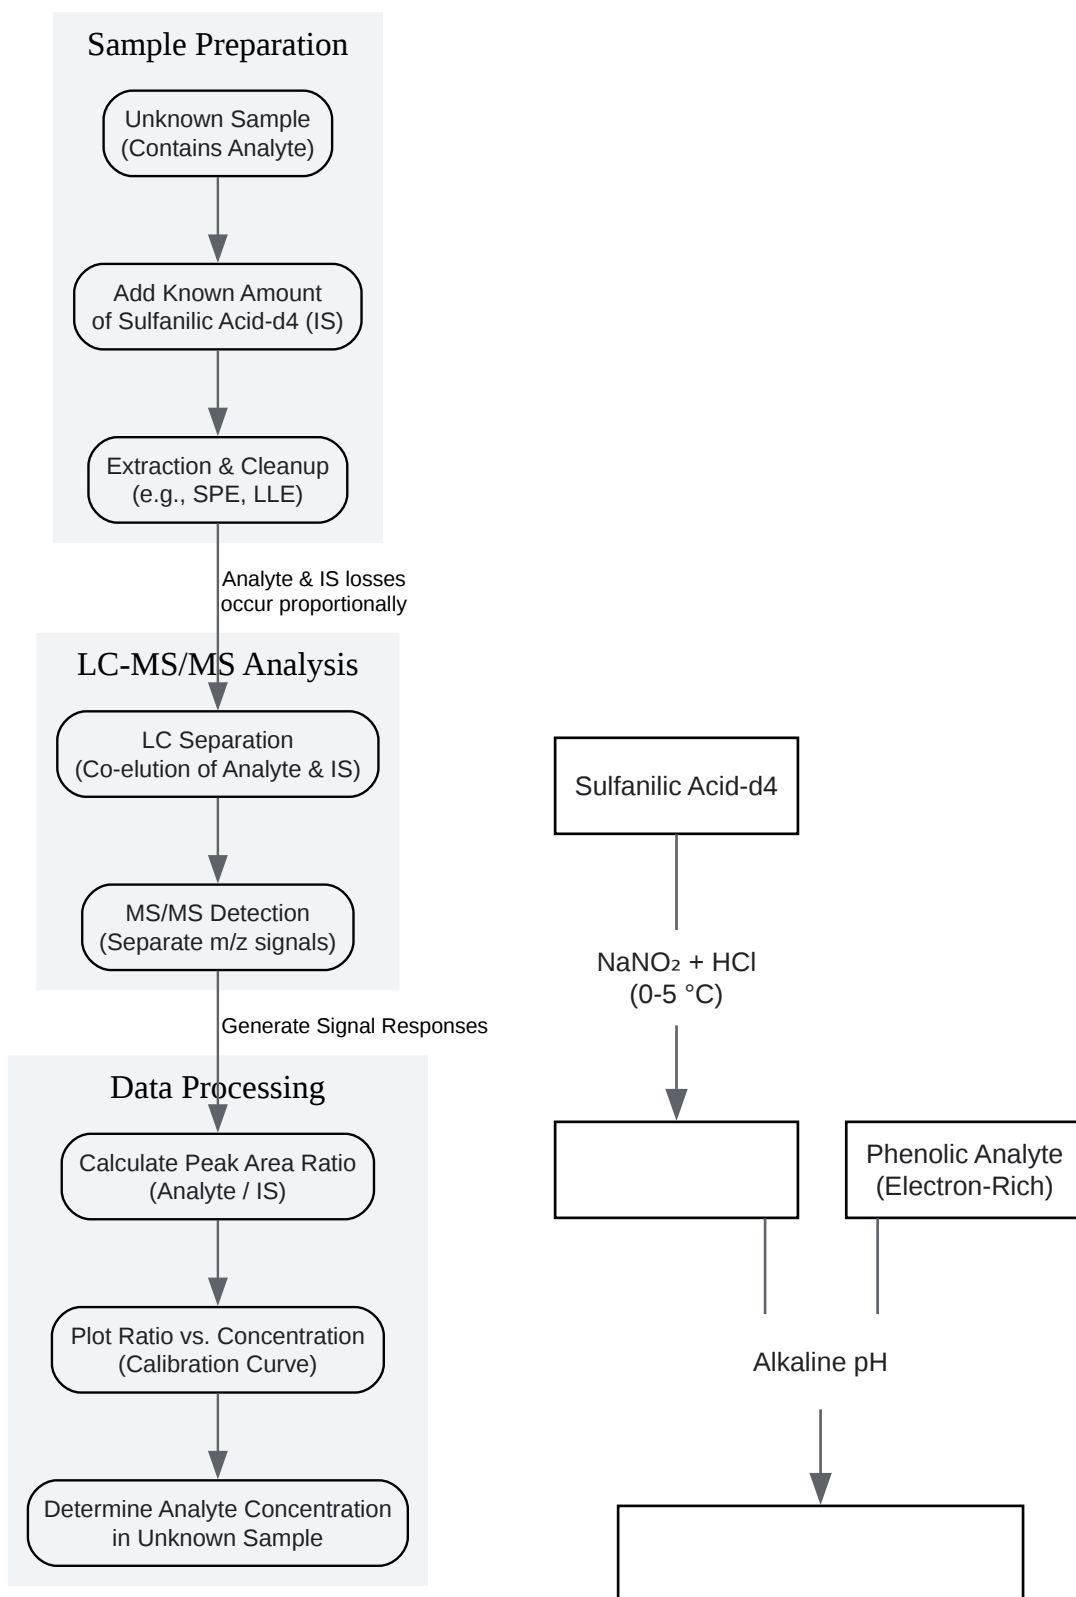 Sample Preparation
Unknown Sample
(Contains Analyte)
Add Known Amount
of Sulfanilic Acid-d4 (IS)
Extraction & Cleanup
(e.g., SPE, LLE)
Analyte & IS losses
occur proportionally
LC-MS/MS Analysis
LC Separation
(Co-elution of Analyte & IS)
MS/MS Detection
(Separate m/z signals)
Generate Signal Responses
Data Processing
Calculate Peak Area Ratio
(Analyte / IS)
Plot Ratio vs. Concentration
(Calibration Curve)
Determine Analyte Concentration
in Unknown Sample
Sulfanilic Acid-d4
NaNO₂ + HCl
(0-5 °C)
Phenolic Analyte
(Electron-Rich)
Alkaline pH